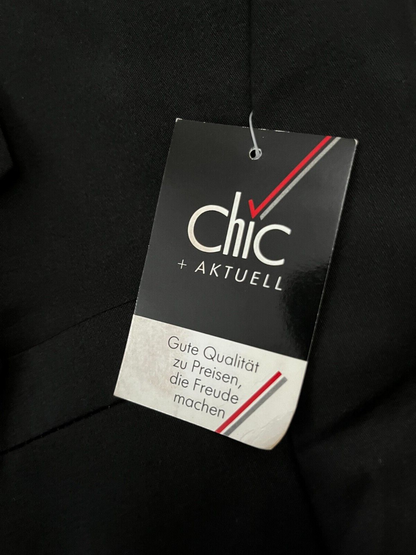 chic
+ AKTUELL
Gute Qualität
zu Preisen,
die Freude
machen